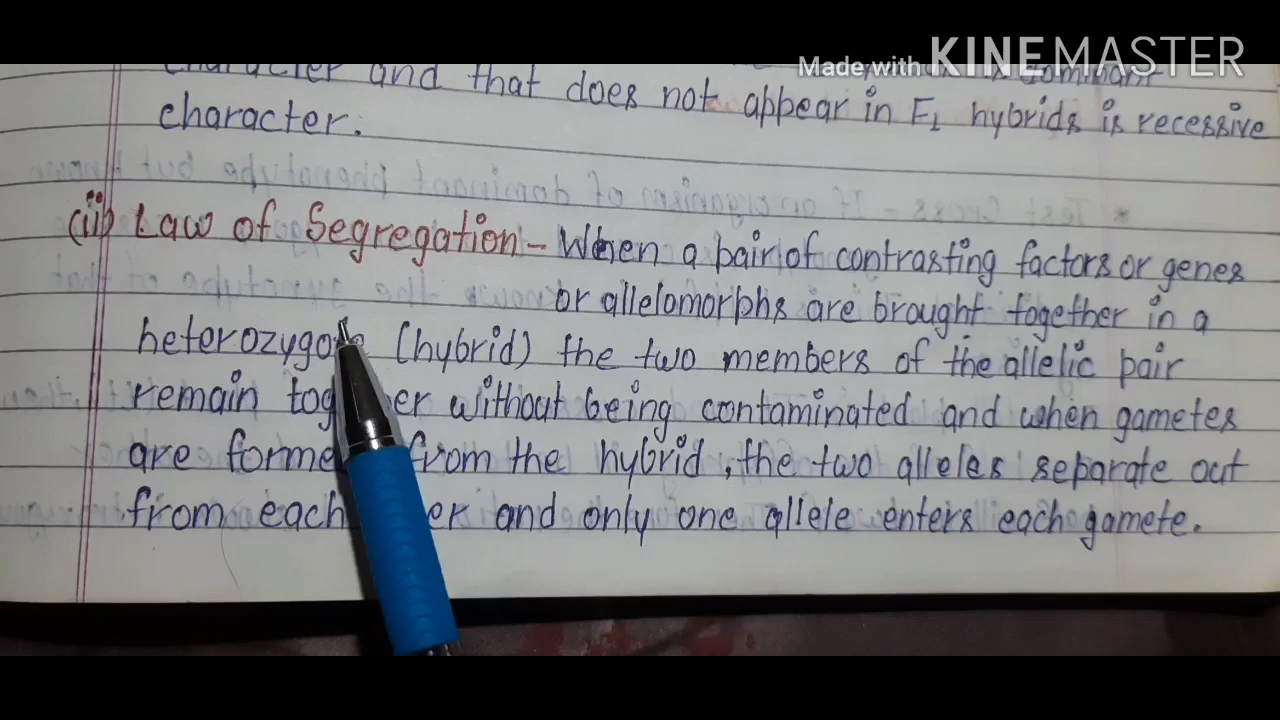 Made with KINEMASTER
character and that does not appear in F1 hybrids is recessive
character.
(ii) Law of Segregation - When a pair of contrasting factors or genes
or allelomorphs are brought together in a
heterozygo (hybrid) the two members of the allelic pair
remain tog er without being contaminated and when gametes
are forme from the hybrid, the two alleles separate out
from each er and only one allele enters each gamete.